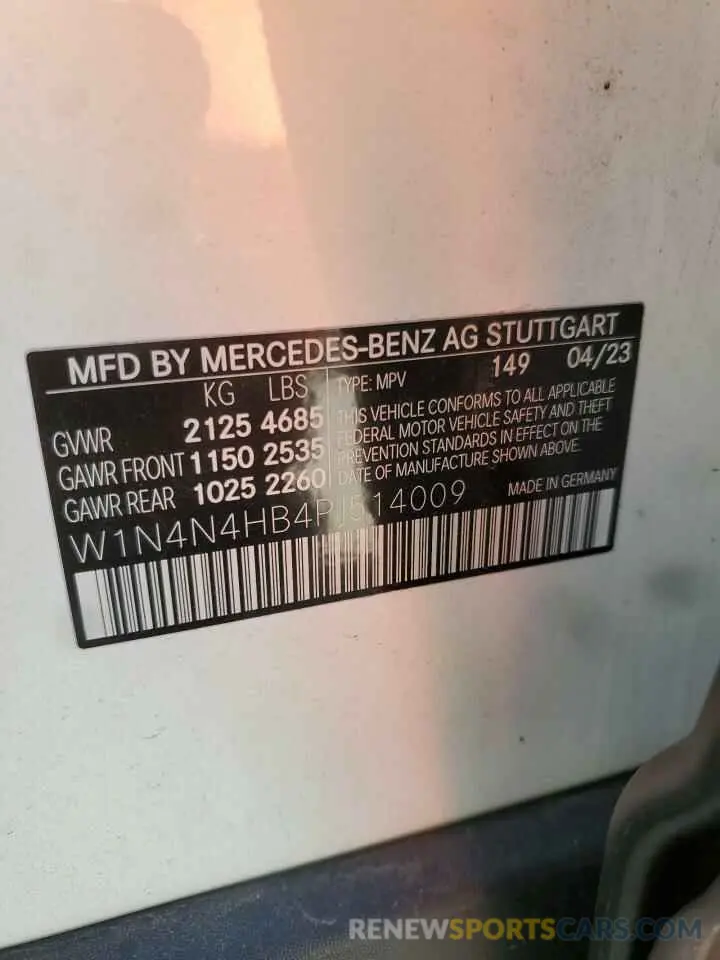 MFD BY MERCEDES-BENZ AG STUTTGART
KG LBS
GVWR 2125 4685
GAWR FRONT 1150 2535
GAWR REAR 1025 2260
TYPE: MPV 149 04/23
THIS VEHICLE CONFORMS TO ALL APPLICABLE
FEDERAL MOTOR VEHICLE SAFETY AND THEFT
PREVENTION STANDARDS IN EFFECT ON THE
DATE OF MANUFACTURE SHOWN ABOVE.
W1N4N4HB4PJ514009
MADE IN GERMANY
RENEWSPORTSCARS.COM